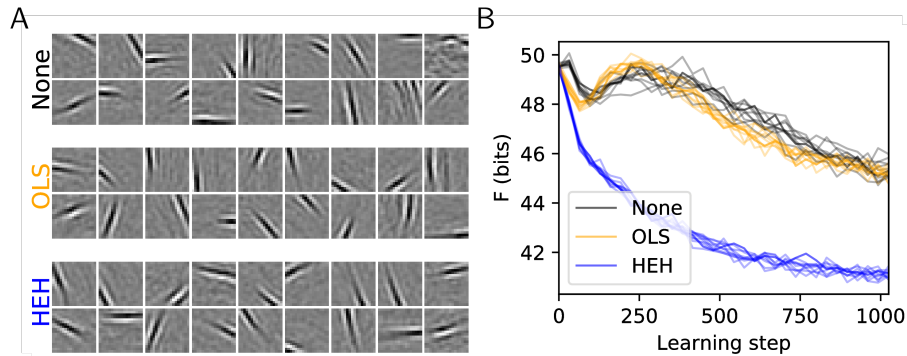 A
None
OLS
HEH
B
F (bits)
50
48
46
44
42
None
OLS
HEH
0
250
500
750
1000
Learning step